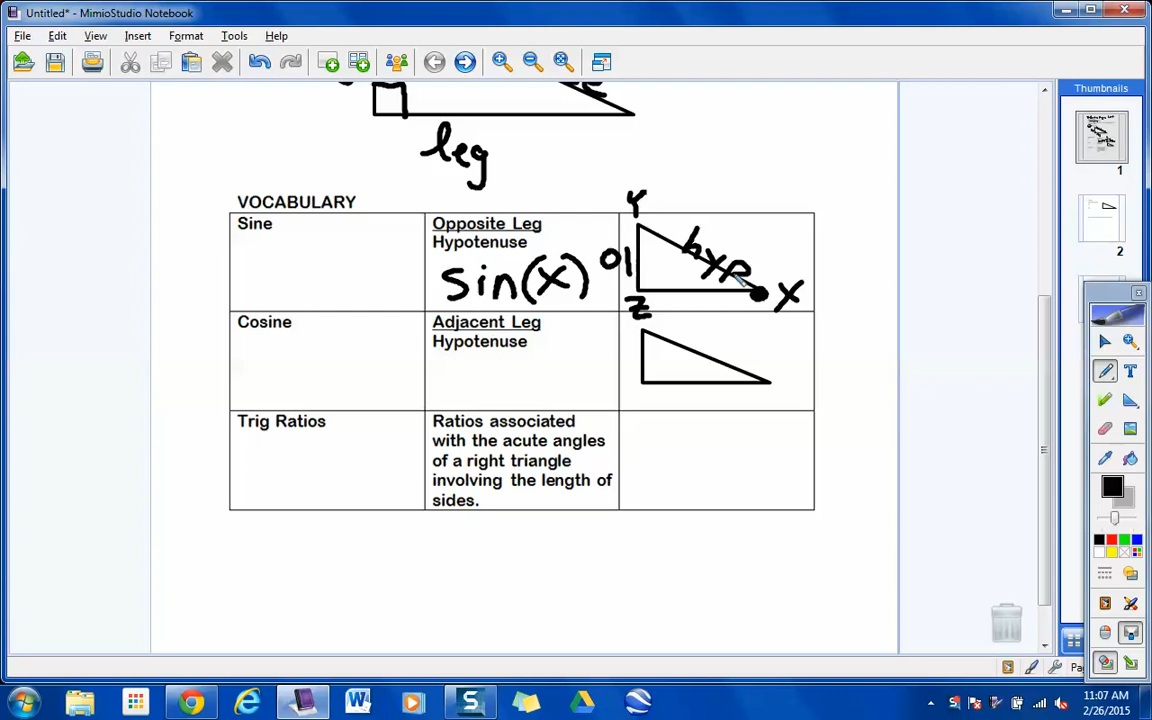 Untitled* - MimioStudio Notebook
File Edit View Insert Format Tools Help
Thumbnails
leg
1
VOCABULARY
Sine
Opposite Leg
Hypotenuse
sin(x)
Y
hyp
X
Z
2
Cosine
Adjacent Leg
Hypotenuse
Trig Ratios
Ratios associated
with the acute angles
of a right triangle
involving the length of
sides.
11:07 AM
2/26/2015